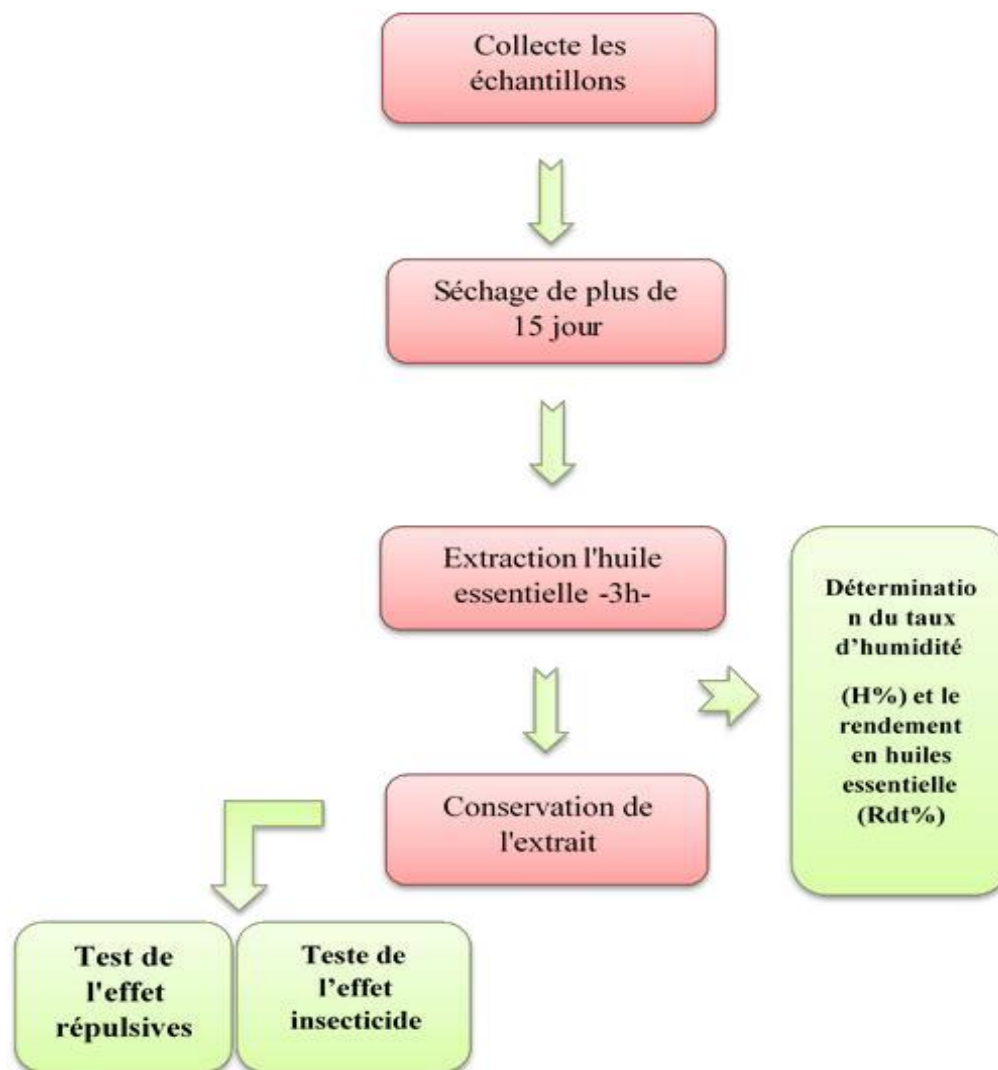 Collecte les
échantillons
Séchage de plus de
15 jour
Extraction l'huile
essentielle -3h-
Déterminatio
n du taux
d’humidité
(H%) et le
rendement
en huiles
essentielle
(Rdt%)
Conservation de
l'extrait
Test de
l'effet
répulsives
Teste de
l’effet
insecticide